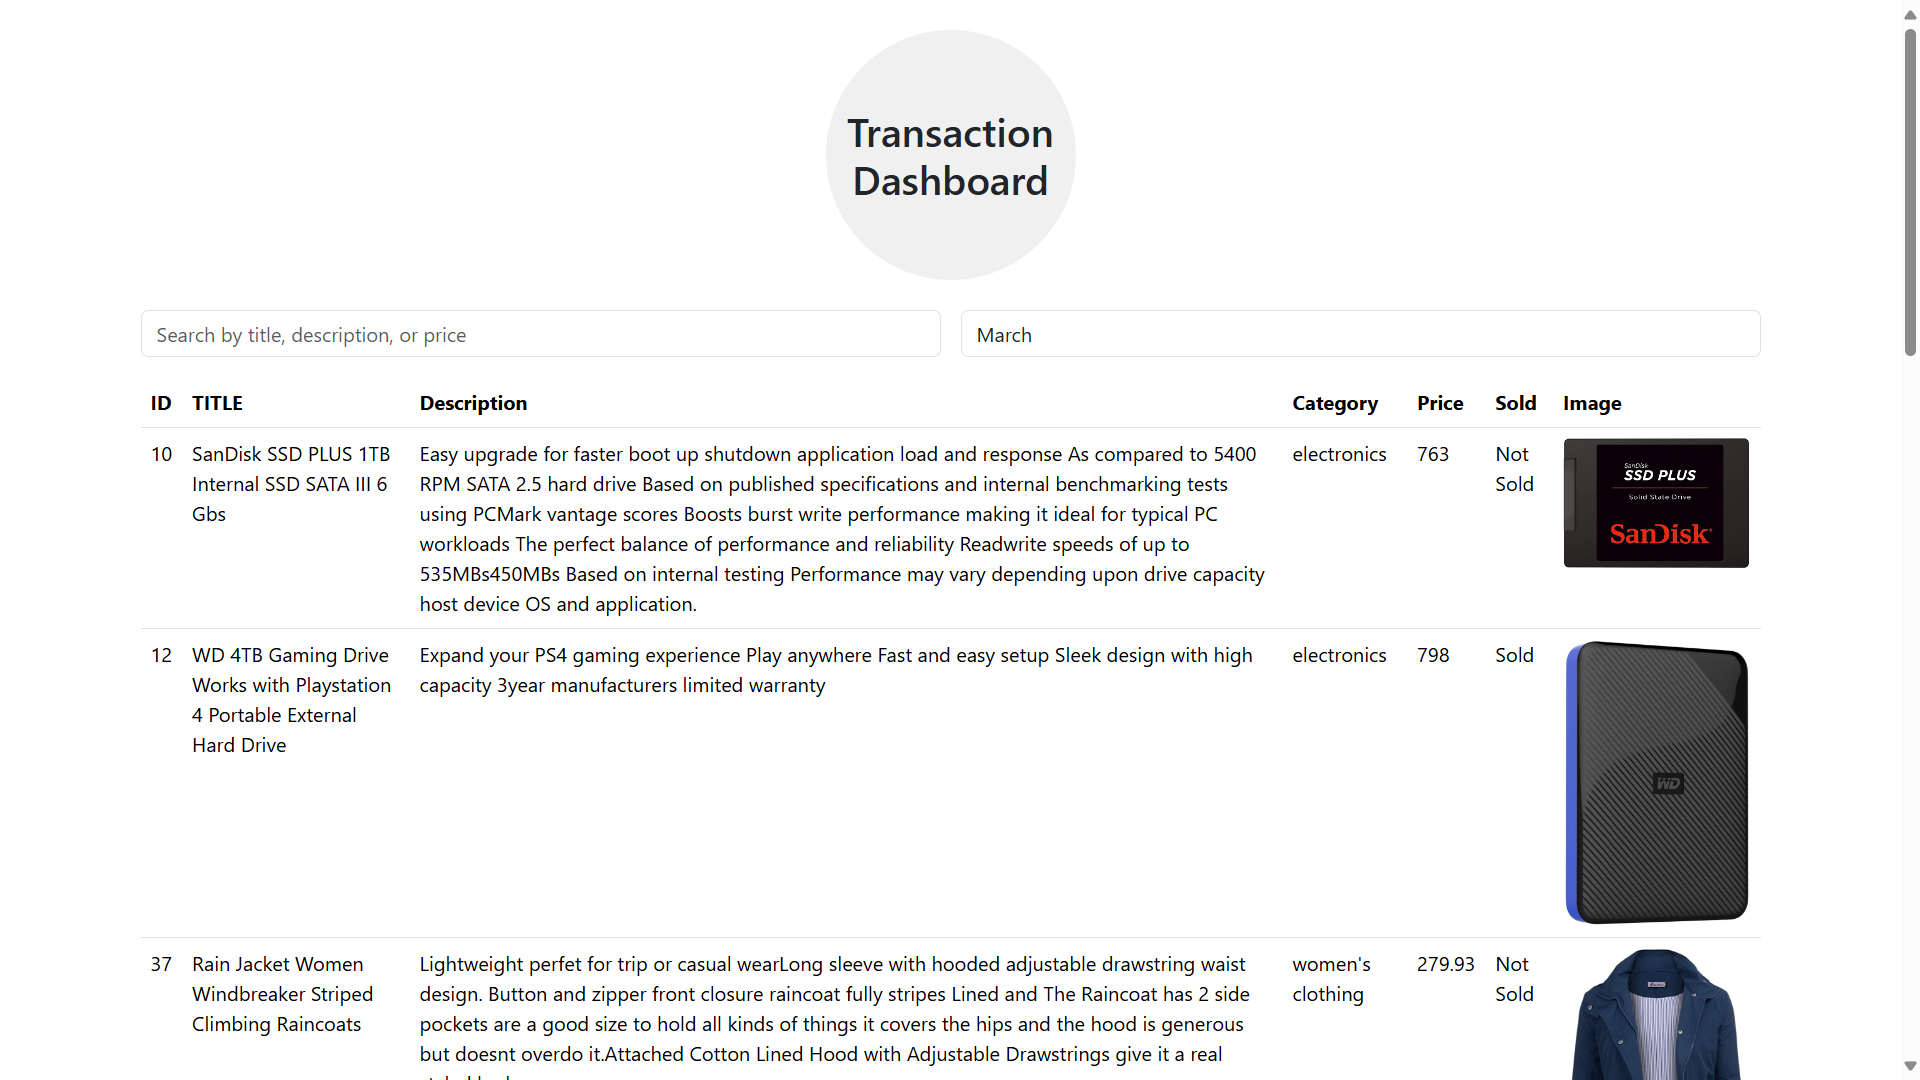 Transaction
Dashboard
Search by title, description, or price
March
ID TITLE Description Category Price Sold Image
10 SanDisk SSD PLUS 1TB Easy upgrade for faster boot up shutdown application load and response As compared to 5400 electronics 763 Not
Internal SSD SATA III 6 RPM SATA 2.5 hard drive Based on published specifications and internal benchmarking tests Sold
Gbs using PCMark vantage scores Boosts burst write performance making it ideal for typical PC
workloads The perfect balance of performance and reliability Readwrite speeds of up to
535MBs450MBs Based on internal testing Performance may vary depending upon drive capacity
host device OS and application.
SanDisk
SSD PLUS
Solid State Drive
SanDisk
12 WD 4TB Gaming Drive Expand your PS4 gaming experience Play anywhere Fast and easy setup Sleek design with high electronics 798 Sold
Works with Playstation capacity 3year manufacturers limited warranty
4 Portable External
Hard Drive
WD
37 Rain Jacket Women Lightweight perfet for trip or casual wearLong sleeve with hooded adjustable drawstring waist women's 279.93 Not
Windbreaker Striped design. Button and zipper front closure raincoat fully stripes Lined and The Raincoat has 2 side clothing Sold
Climbing Raincoats pockets are a good size to hold all kinds of things it covers the hips and the hood is generous
but doesnt overdo it.Attached Cotton Lined Hood with Adjustable Drawstrings give it a real